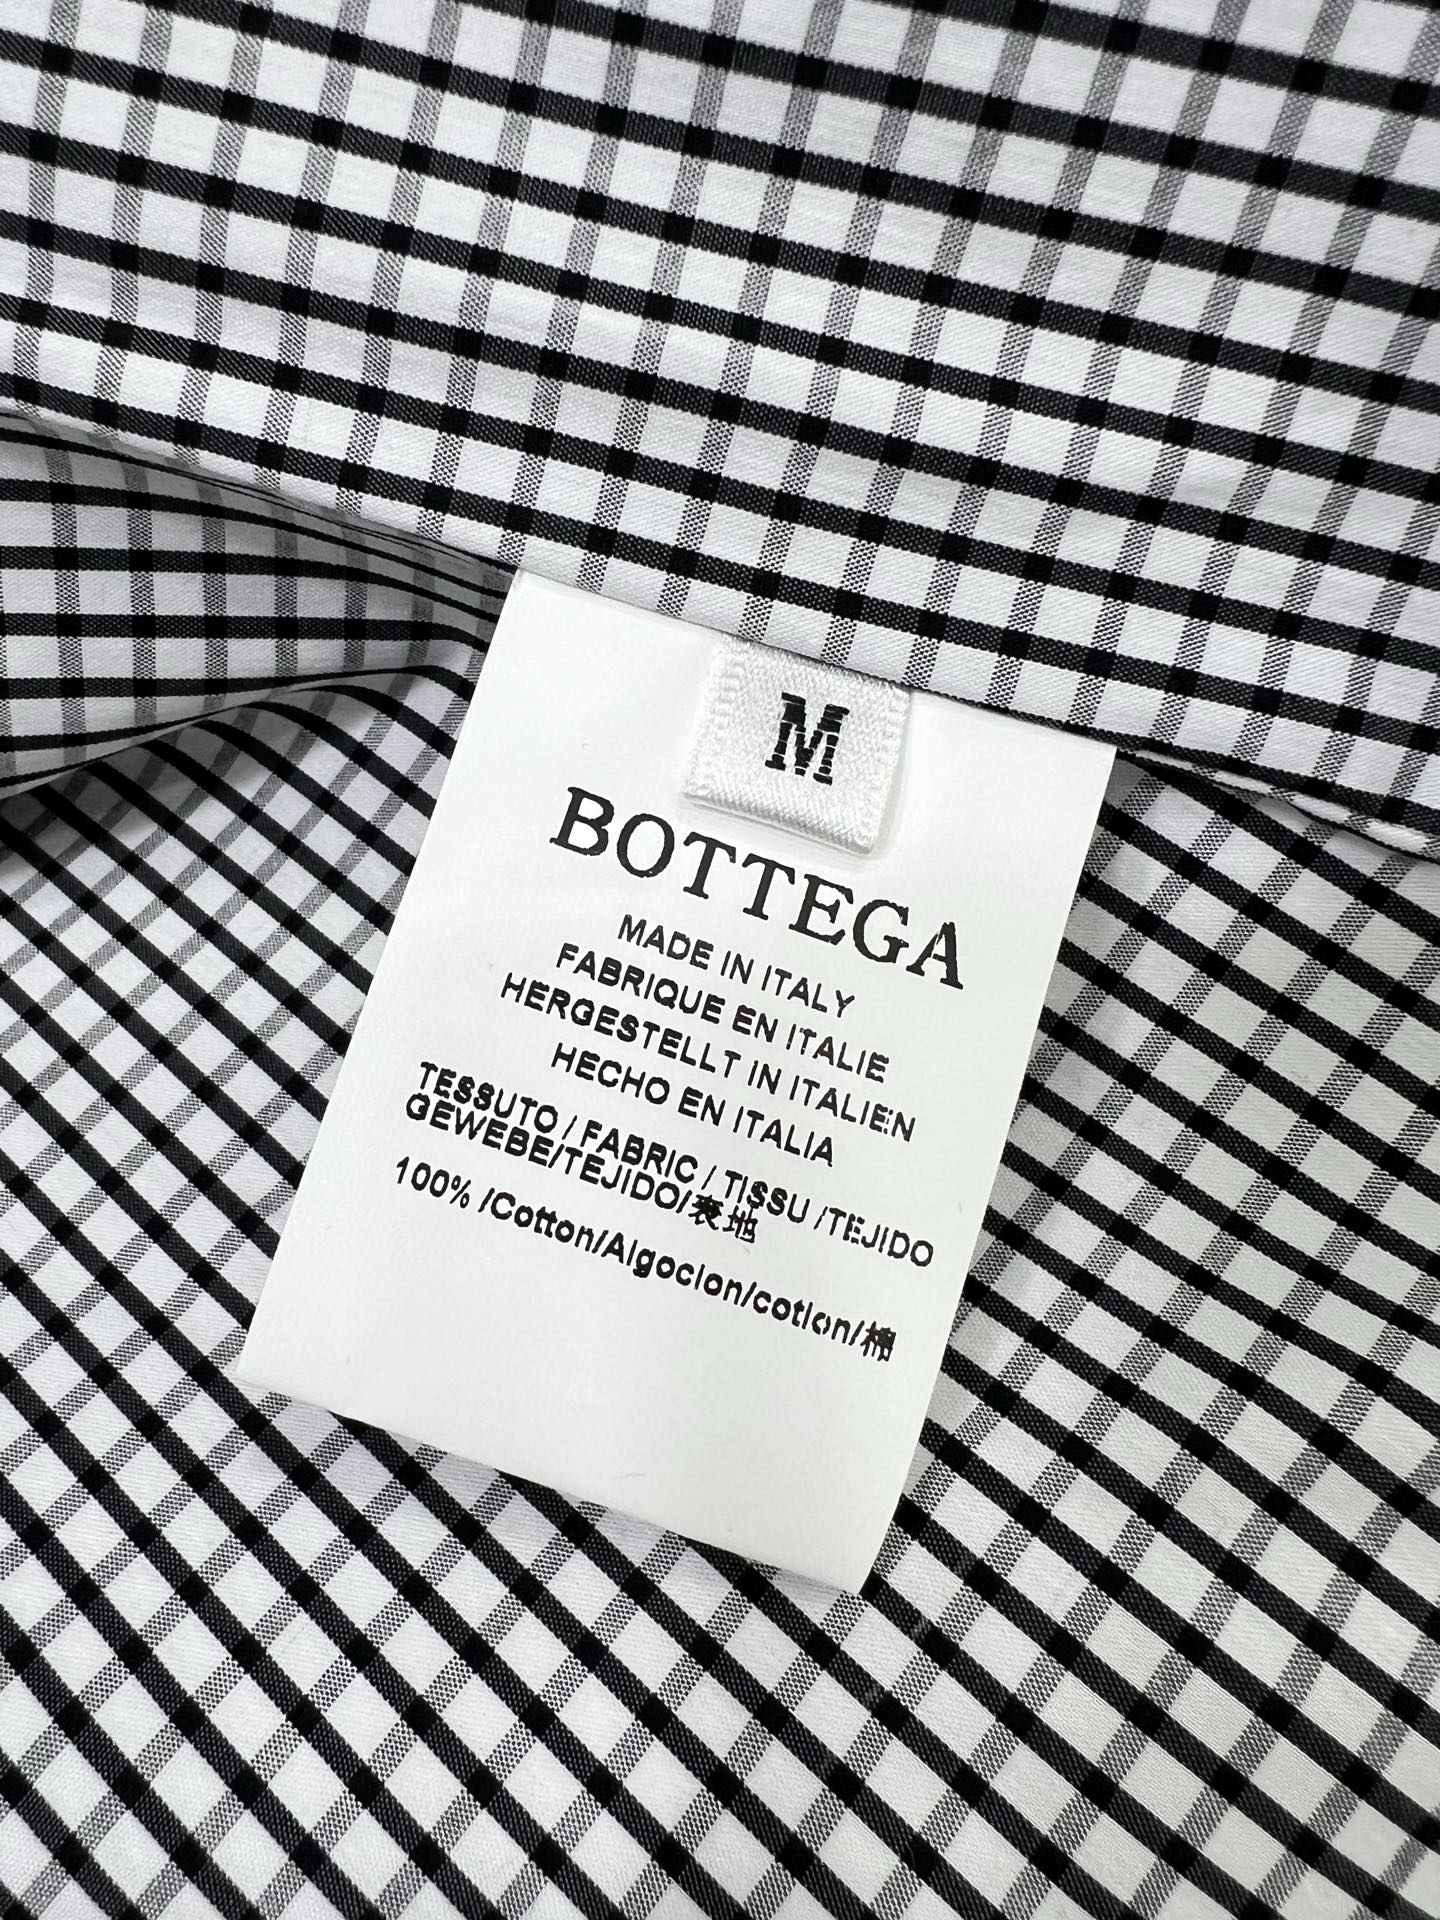 M
BOTTEGA
MADE IN ITALY
FABRIQUE EN ITALIE
HERGESTELLT IN ITALIEN
HECHO EN ITALIA
TESSUTO / FABRIC / TISSU /TEJIDO
GEWEBE/TEJIDO/表地
100% /Cotton/Algocion/cotion/棉